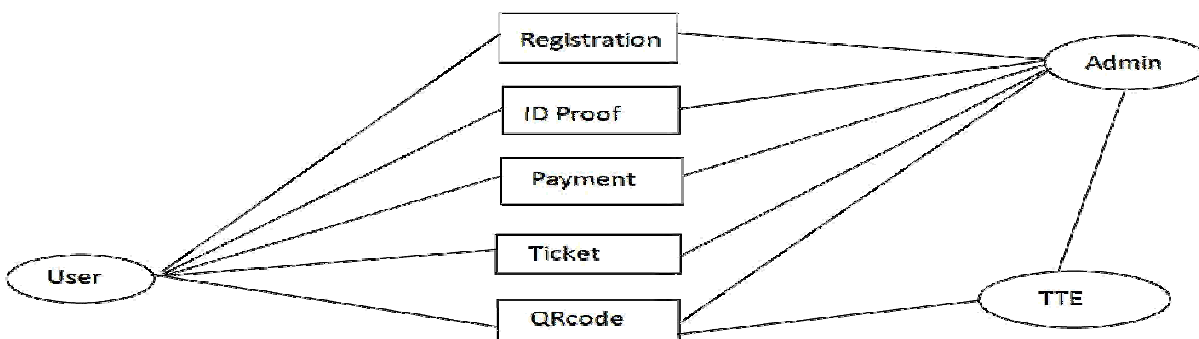 Registration
Admin
ID Proof
Payment
Ticket
User
TTE
QRcode